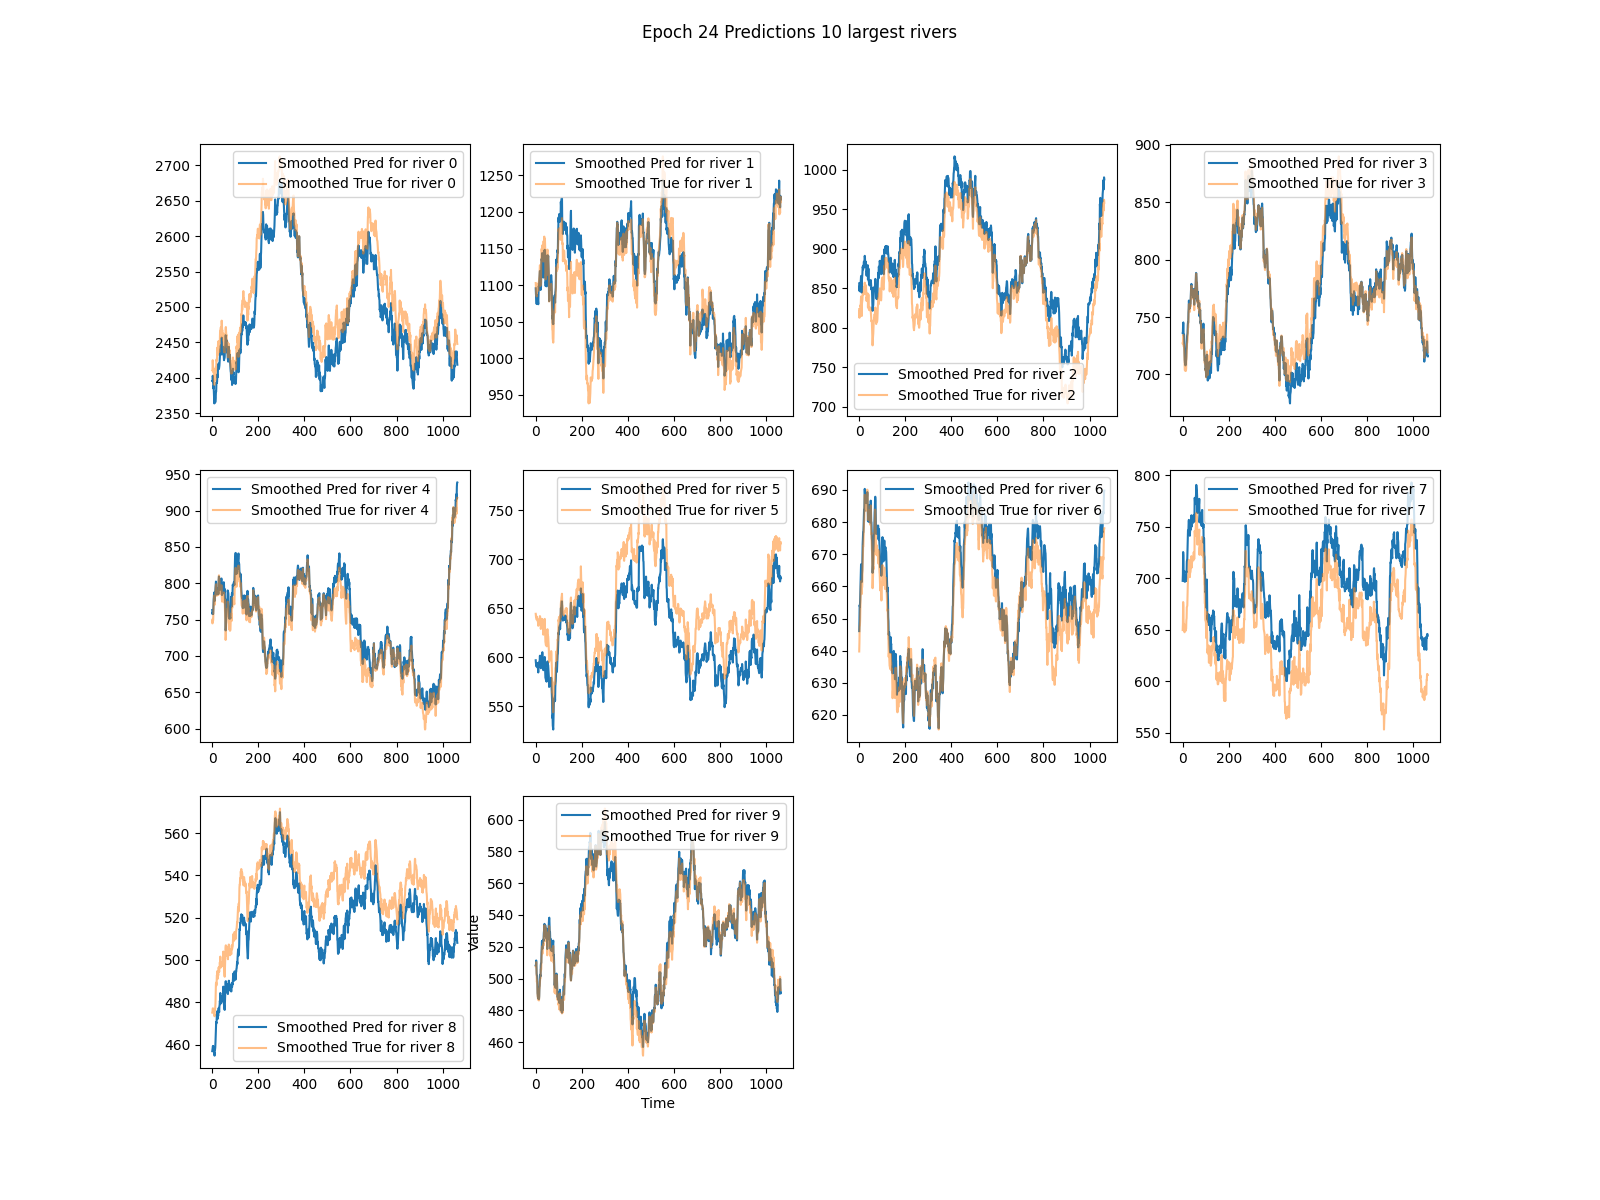 Epoch 24 Predictions 10 largest rivers
2700
2650
2600
2550
2500
2450
2400
2350
Smoothed Pred for river 0
Smoothed True for river 0
0 200 400 600 800 1000
1250
1200
1150
1100
1050
1000
950
Smoothed Pred for river 1
Smoothed True for river 1
0 200 400 600 800 1000
1000
950
900
850
800
750
700
Smoothed Pred for river 2
Smoothed True for river 2
0 200 400 600 800 1000
900
850
800
750
700
Smoothed Pred for river 3
Smoothed True for river 3
0 200 400 600 800 1000
950
900
850
800
750
700
650
600
Smoothed Pred for river 4
Smoothed True for river 4
0 200 400 600 800 1000
750
700
650
600
550
Smoothed Pred for river 5
Smoothed True for river 5
0 200 400 600 800 1000
690
680
670
660
650
640
630
620
Smoothed Pred for river 6
Smoothed True for river 6
0 200 400 600 800 1000
800
750
700
650
600
550
Smoothed Pred for river 7
Smoothed True for river 7
0 200 400 600 800 1000
560
540
520
500
480
460
Smoothed Pred for river 8
Smoothed True for river 8
0 200 400 600 800 1000
Value
600
580
560
540
520
500
480
460
Smoothed Pred for river 9
Smoothed True for river 9
0 200 400 600 800 1000
Time